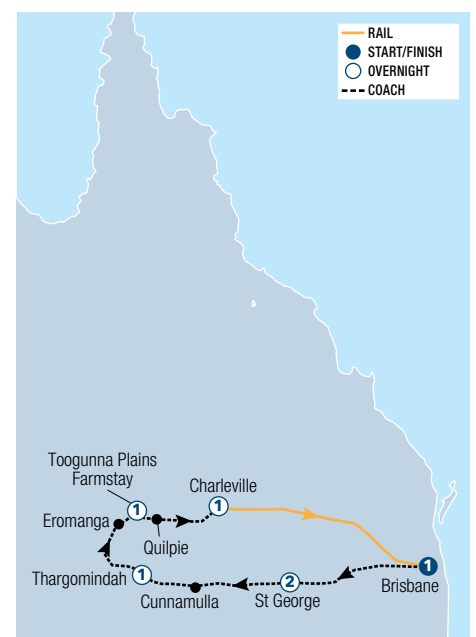 RAIL
START/FINISH
OVERNIGHT
COACH
Toogunna Plains
Farmstay
1
Charleville
1
Eromanga
Quilpie
Thargomindah
1
Cunnamulla
2
St George
1
Brisbane